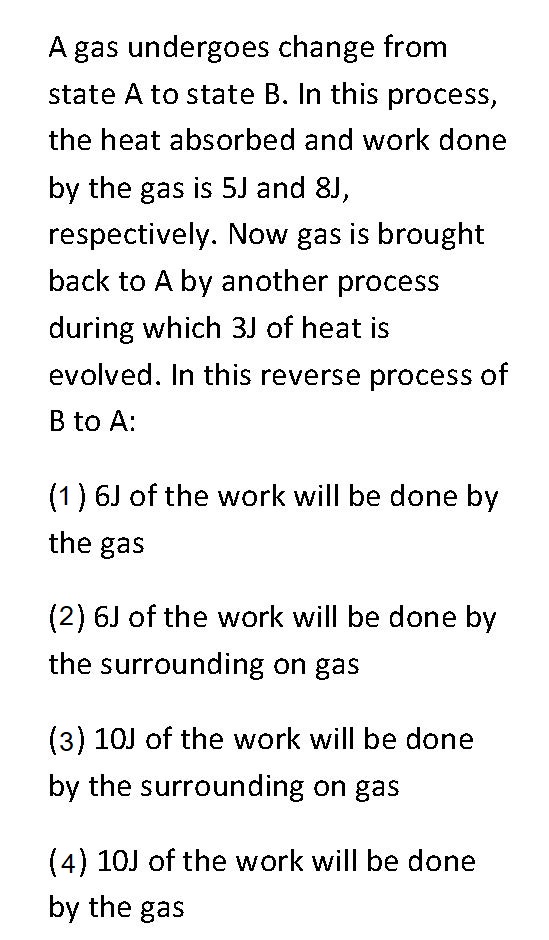 A gas undergoes change from
state A to state B. In this process,
the heat absorbed and work done
by the gas is 5J and 8J,
respectively. Now gas is brought
back to A by another process
during which 3J of heat is
evolved. In this reverse process of
B to A:
(1) 6J of the work will be done by
the gas
(2) 6J of the work will be done by
the surrounding on gas
(3) 10J of the work will be done
by the surrounding on gas
(4) 10J of the work will be done
by the gas